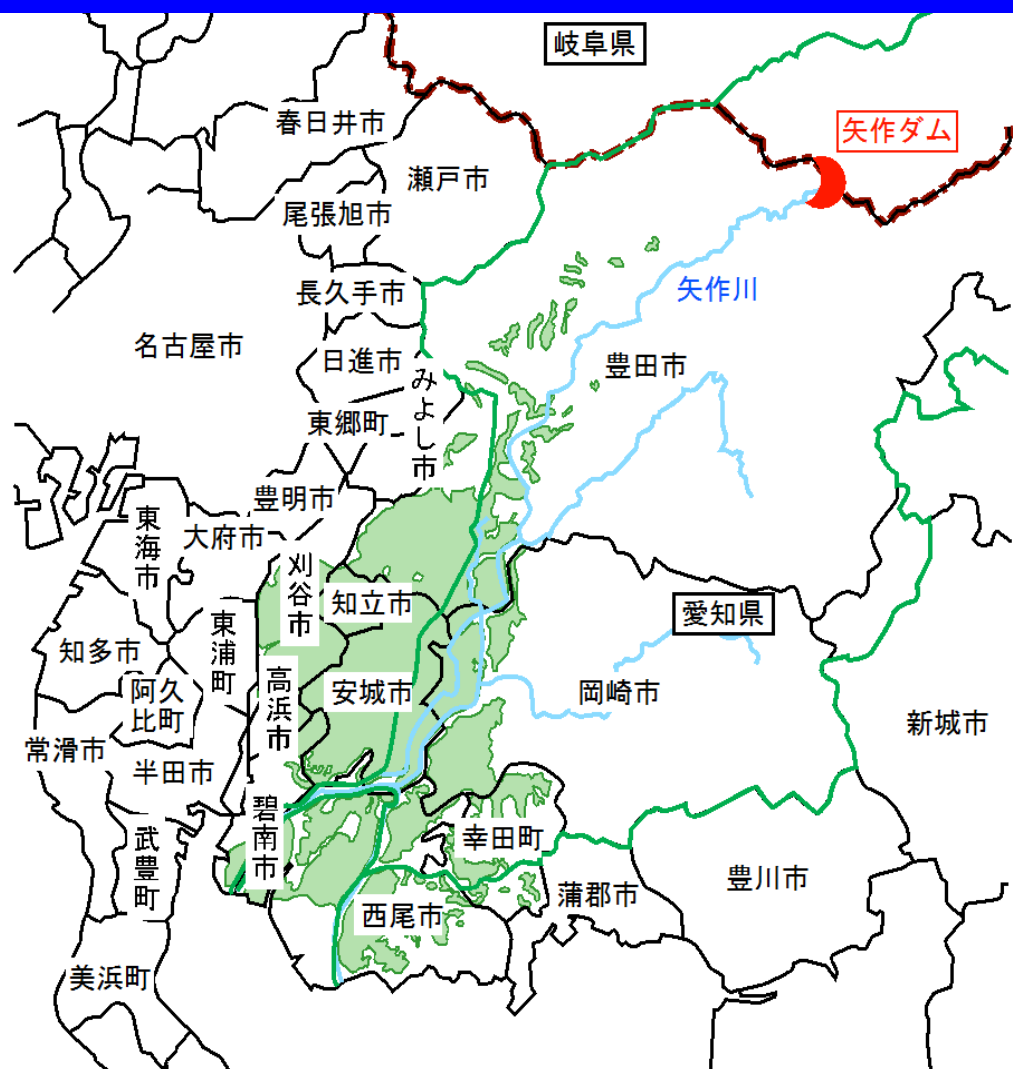 岐阜県
矢作ダム
春日井市
瀬戸市
尾張旭市
長久手市
矢作川
名古屋市
日進市
豊田市
みよし市
東郷町
豊明市
東海市
大府市
刈谷市
知立市
愛知県
東浦町
知多市
高浜市
阿久
比町
安城市
岡崎市
新城市
常滑市
半田市
碧南市
武豊町
幸田町
豊川市
蒲郡市
西尾市
美浜町